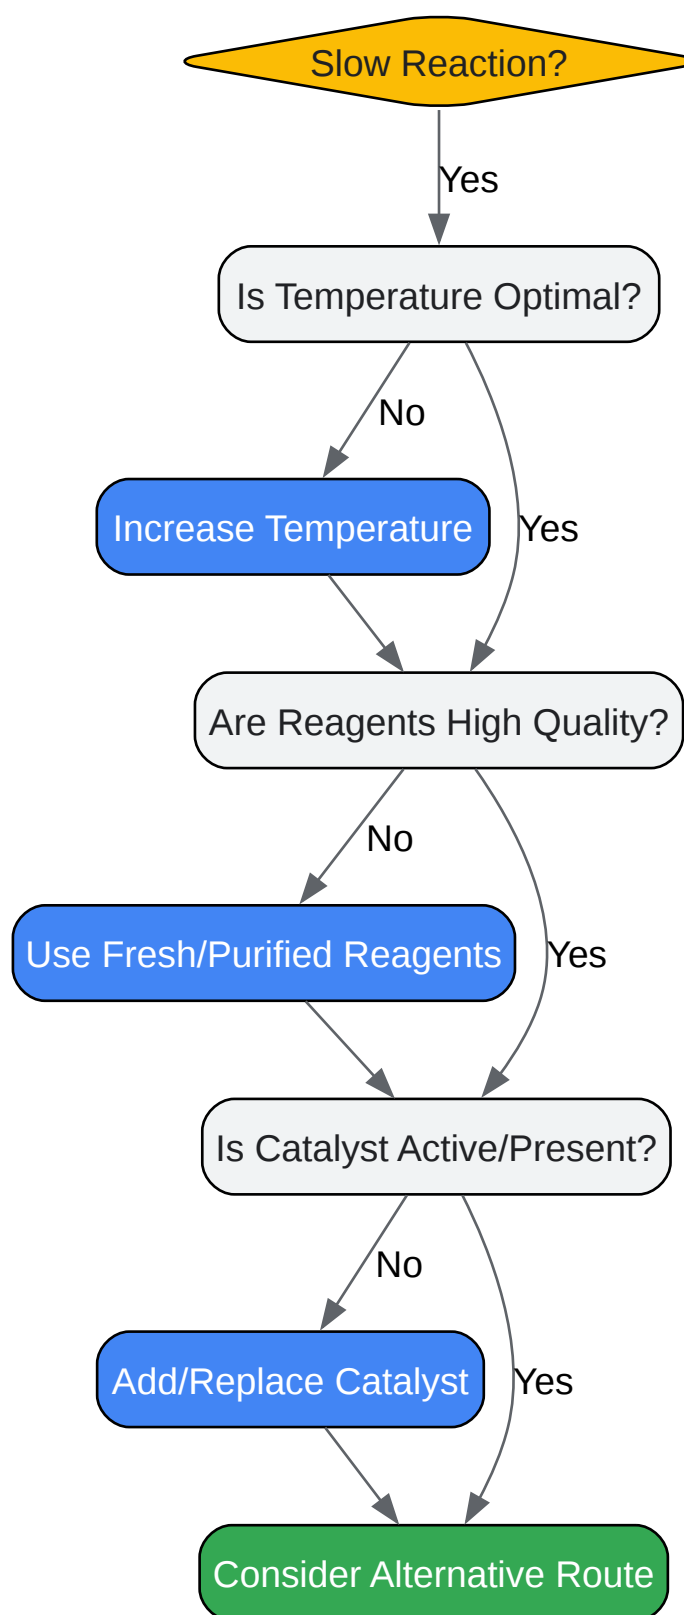 Slow Reaction?
Yes
Is Temperature Optimal?
No
Increase Temperature
Yes
Are Reagents High Quality?
No
Use Fresh/Purified Reagents
Yes
Is Catalyst Active/Present?
No
Add/Replace Catalyst
Yes
Consider Alternative Route